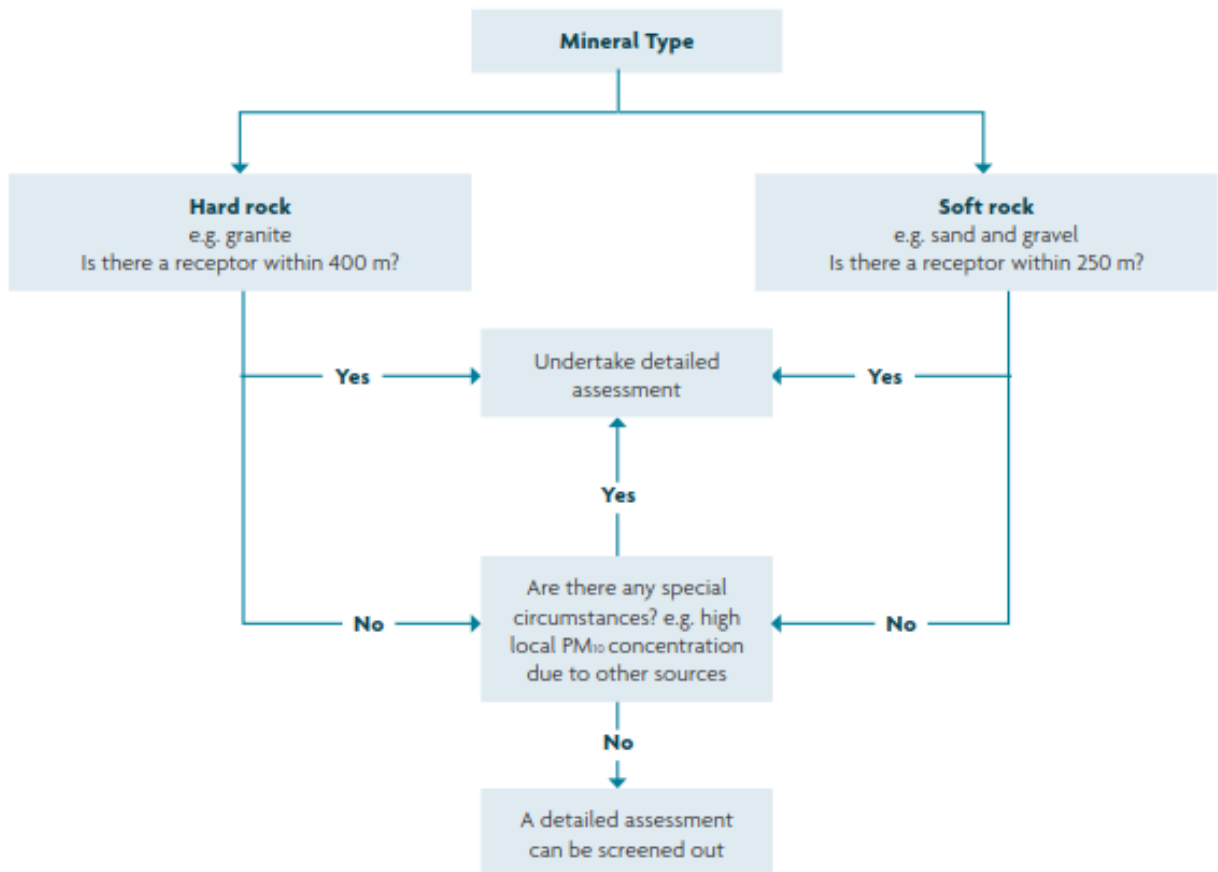 Mineral Type
Hard rock
e.g. granite
Is there a receptor within 400 m?
Soft rock
e.g. sand and gravel
Is there a receptor within 250 m?
Yes
Undertake detailed
assessment
Yes
Yes
No
Are there any special
circumstances? e.g. high
local PM₁₀ concentration
due to other sources
No
No
A detailed assessment
can be screened out